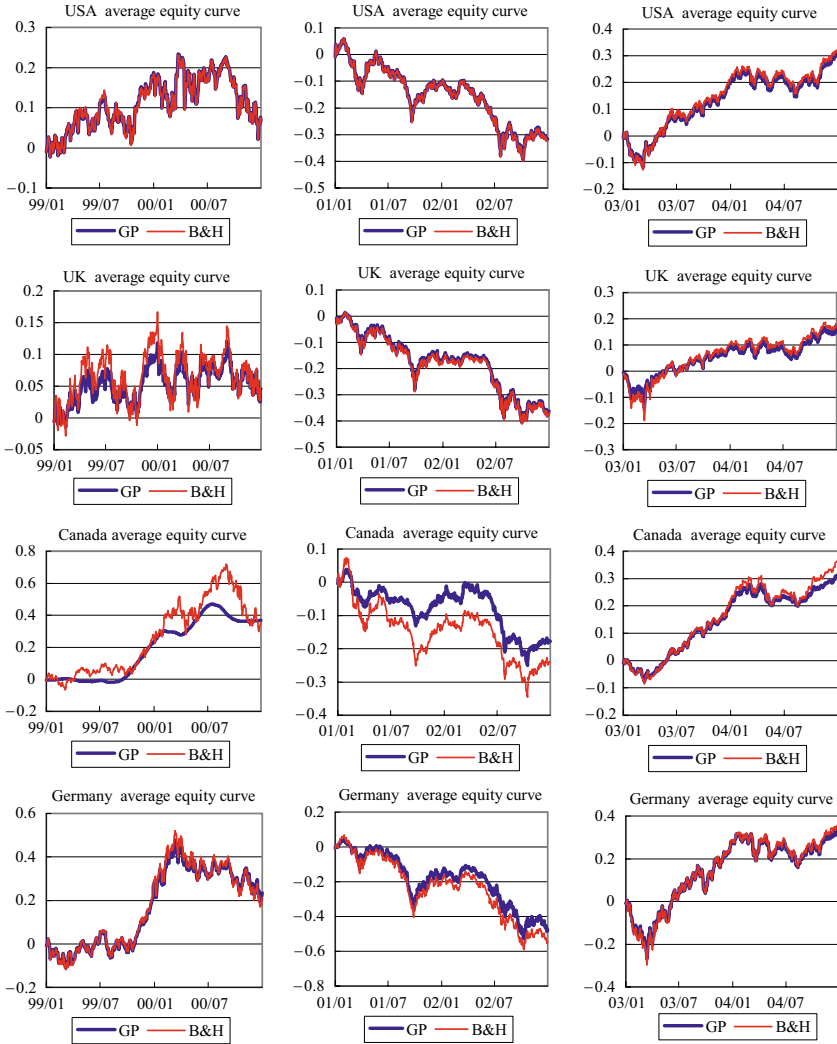 USA average equity curve
0.3
0.2
0.1
0
−0.1
99/01 99/07 00/01 00/07
GP B&H
USA average equity curve
0.1
0
−0.1
−0.2
−0.3
−0.4
−0.5
01/01 01/07 02/01 02/07
GP B&H
USA average equity curve
0.4
0.3
0.2
0.1
0
−0.1
−0.2
03/01 03/07 04/01 04/07
GP B&H
UK average equity curve
0.2
0.15
0.1
0.05
0
−0.05
99/01 99/07 00/01 00/07
GP B&H
UK average equity curve
0.1
0
−0.1
−0.2
−0.3
−0.4
−0.5
01/01 01/07 02/01 02/07
GP B&H
UK average equity curve
0.3
0.2
0.1
0
−0.1
−0.2
−0.3
03/01 03/07 04/01 04/07
GP B&H
Canada average equity curve
0.8
0.6
0.4
0.2
0
−0.2
99/01 99/07 00/01 00/07
GP B&H
Canada average equity curve
0.1
0
−0.1
−0.2
−0.3
−0.4
01/01 01/07 02/01 02/07
GP B&H
Canada average equity curve
0.4
0.3
0.2
0.1
0
−0.1
−0.2
03/01 03/07 04/01 04/07
GP B&H
Germany average equity curve
0.6
0.4
0.2
0
−0.2
99/01 99/07 00/01 00/07
GP B&H
Germany average equity curve
0.2
0
−0.2
−0.4
−0.6
−0.8
01/01 01/07 02/01 02/07
GP B&H
Germany average equity curve
0.4
0.2
0
−0.2
−0.4
03/01 03/07 04/01 04/07
GP B&H